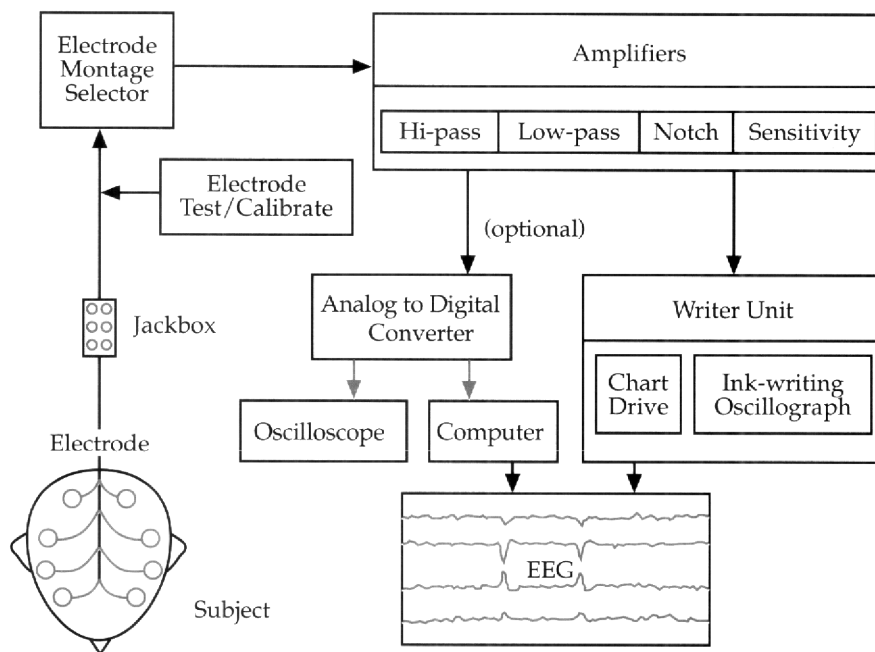 Electrode
Montage
Selector
Amplifiers
Hi-pass
Low-pass
Notch
Sensitivity
Electrode
Test/Calibrate
(optional)
Jackbox
Analog to Digital
Converter
Writer Unit
Chart
Drive
Ink-writing
Oscillograph
Oscilloscope
Computer
Electrode
EEG
Subject